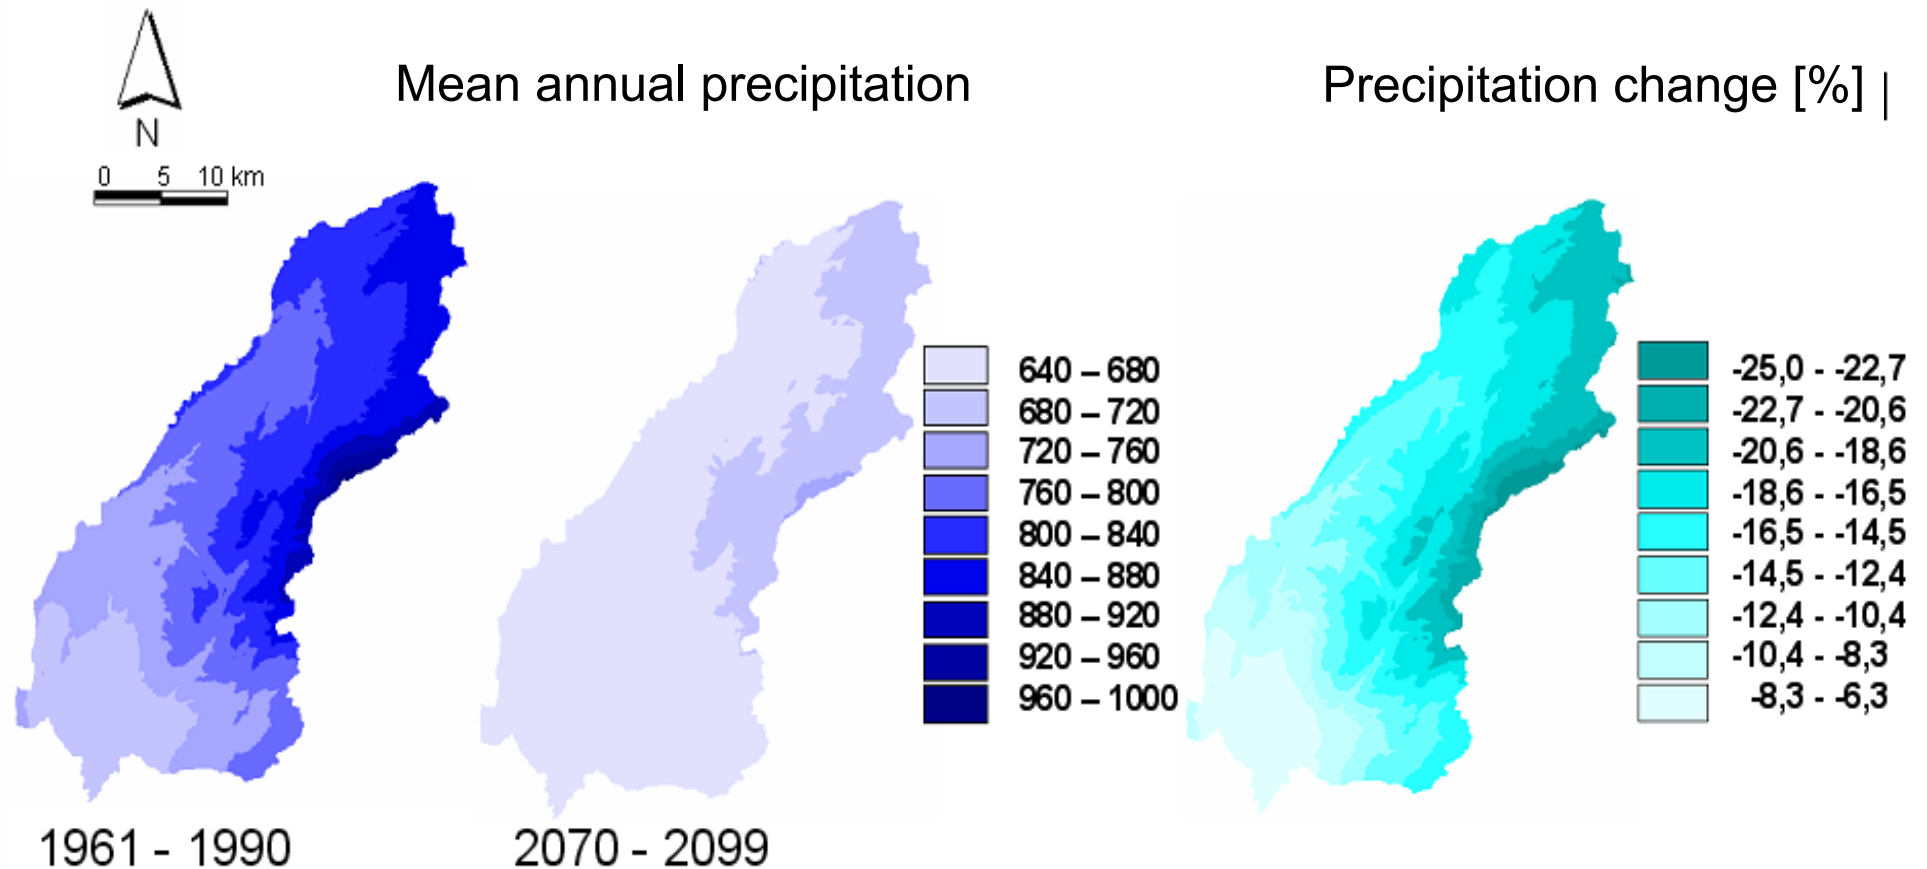 Mean annual precipitation
Precipitation change [%]
N
0 5 10 km
640 – 680
680 – 720
720 – 760
760 – 800
800 – 840
840 – 880
880 – 920
920 – 960
960 – 1000
-25,0 - -22,7
-22,7 - -20,6
-20,6 - -18,6
-18,6 - -16,5
-16,5 - -14,5
-14,5 - -12,4
-12,4 - -10,4
-10,4 - -8,3
-8,3 - -6,3
1961 - 1990
2070 - 2099